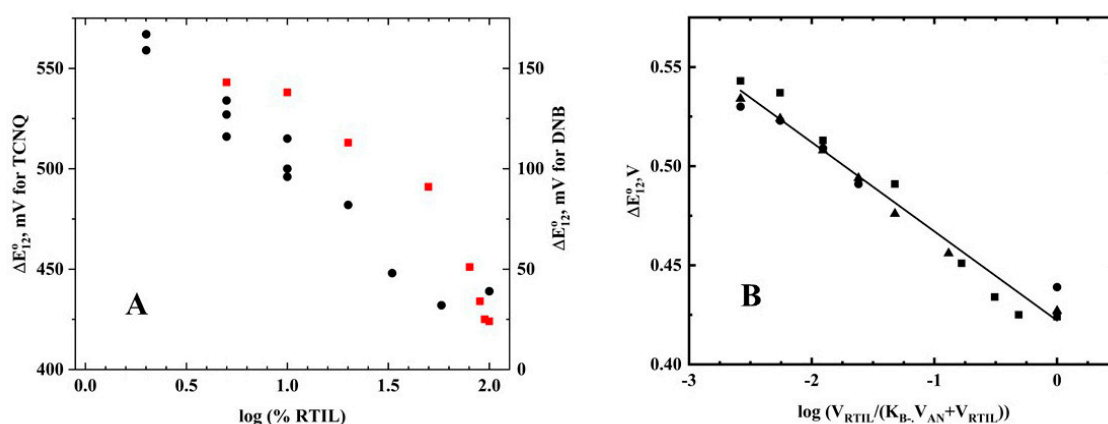 550
500
450
400
150
100
50
0
0.0 0.5 1.0 1.5 2.0
ΔE°12, mV for TCNQ
ΔE°12, mV for DNB
log (% RTIL)
A
0.55
0.50
0.45
0.40
-3 -2 -1 0
ΔE°12, V
log (VRTIL/(KB-.VAN+VRTIL))
B